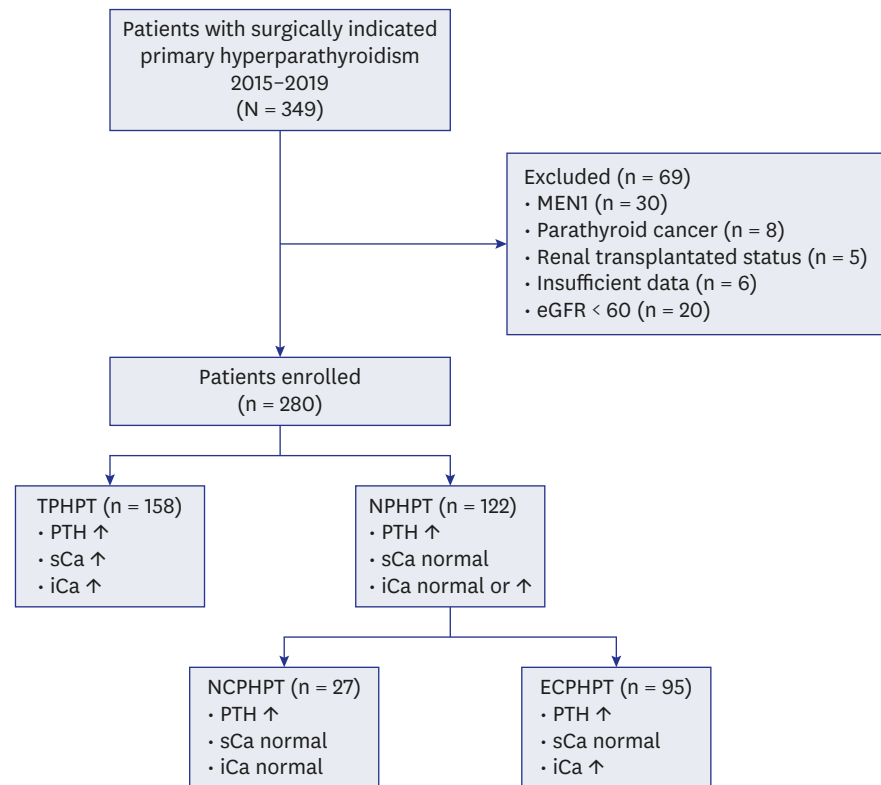 Patients with surgically indicated
primary hyperparathyroidism
2015–2019
(N = 349)
Excluded (n = 69)
· MEN1 (n = 30)
· Parathyroid cancer (n = 8)
· Renal transplantated status (n = 5)
· Insufficient data (n = 6)
· eGFR < 60 (n = 20)
Patients enrolled
(n = 280)
TPHPT (n = 158)
· PTH ↑
· sCa ↑
· iCa ↑
NPHPT (n = 122)
· PTH ↑
· sCa normal
· iCa normal or ↑
NCPHPT (n = 27)
· PTH ↑
· sCa normal
· iCa normal
ECPHPT (n = 95)
· PTH ↑
· sCa normal
· iCa ↑